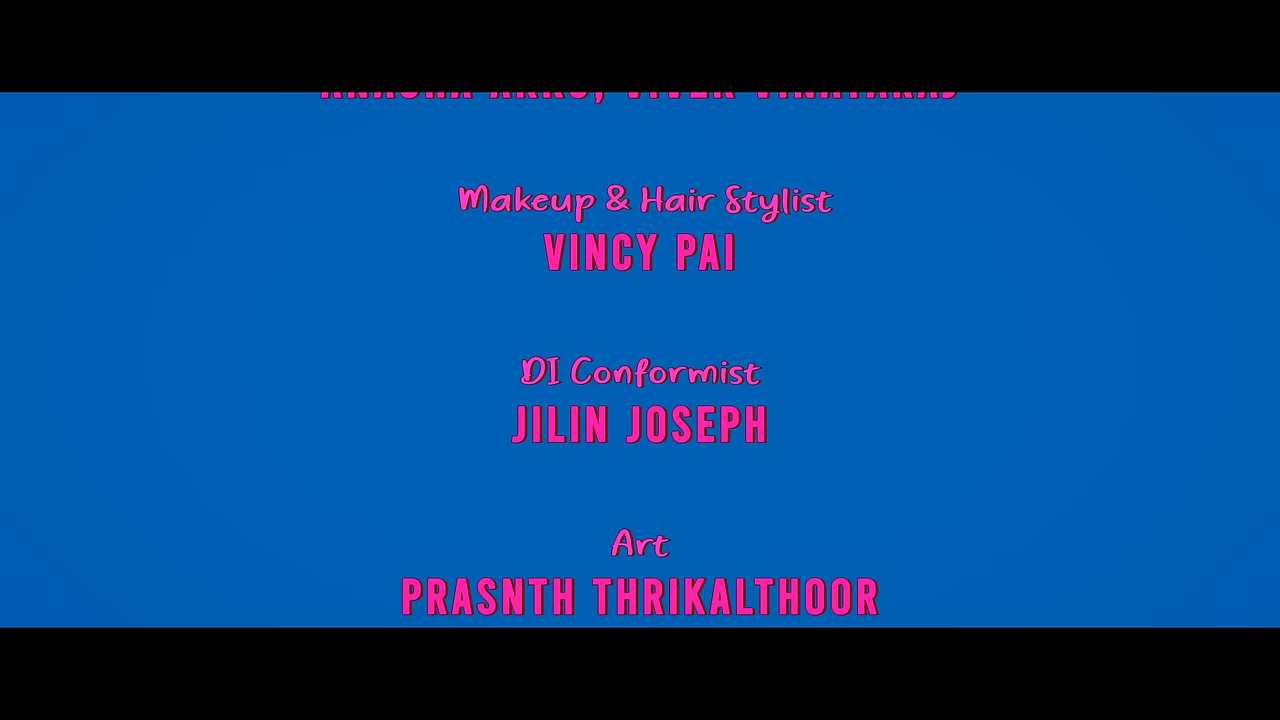 Makeup & Hair Stylist
VINCY PAI
DI Conformist
JILIN JOSEPH
Art
PRASNTH THRIKALTHOOR